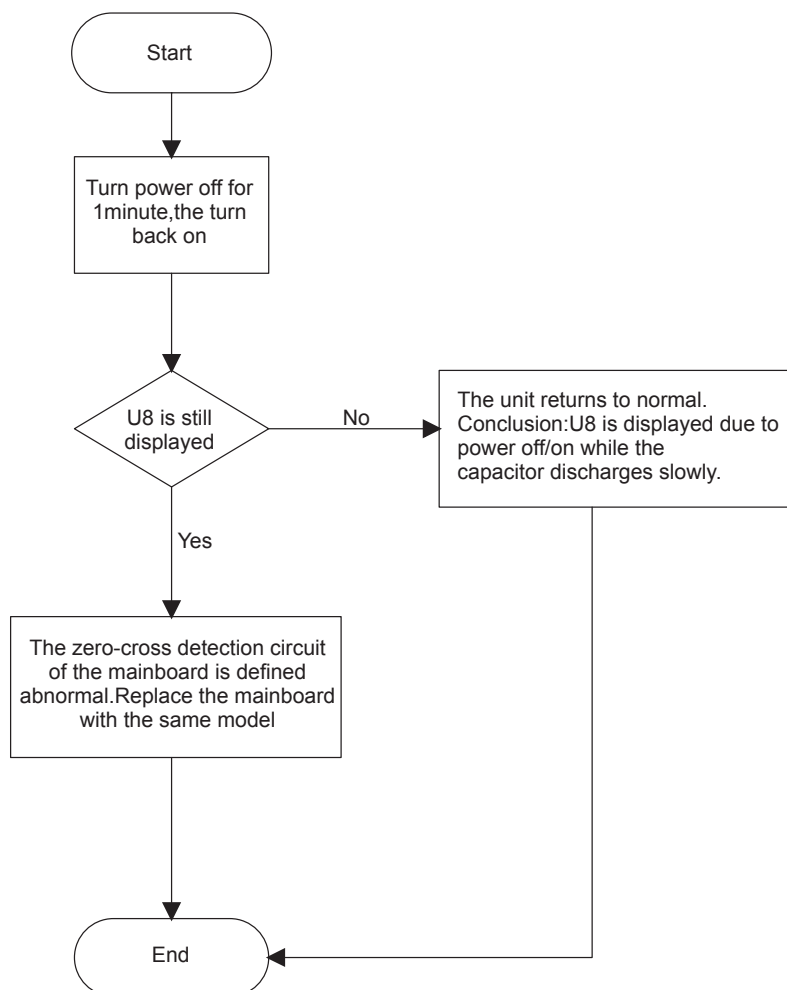 Start
Turn power off for
1minute,the turn
back on
U8 is still
displayed
No
The unit returns to normal.
Conclusion:U8 is displayed due to
power off/on while the
capacitor discharges slowly.
Yes
The zero-cross detection circuit
of the mainboard is defined
abnormal.Replace the mainboard
with the same model
End